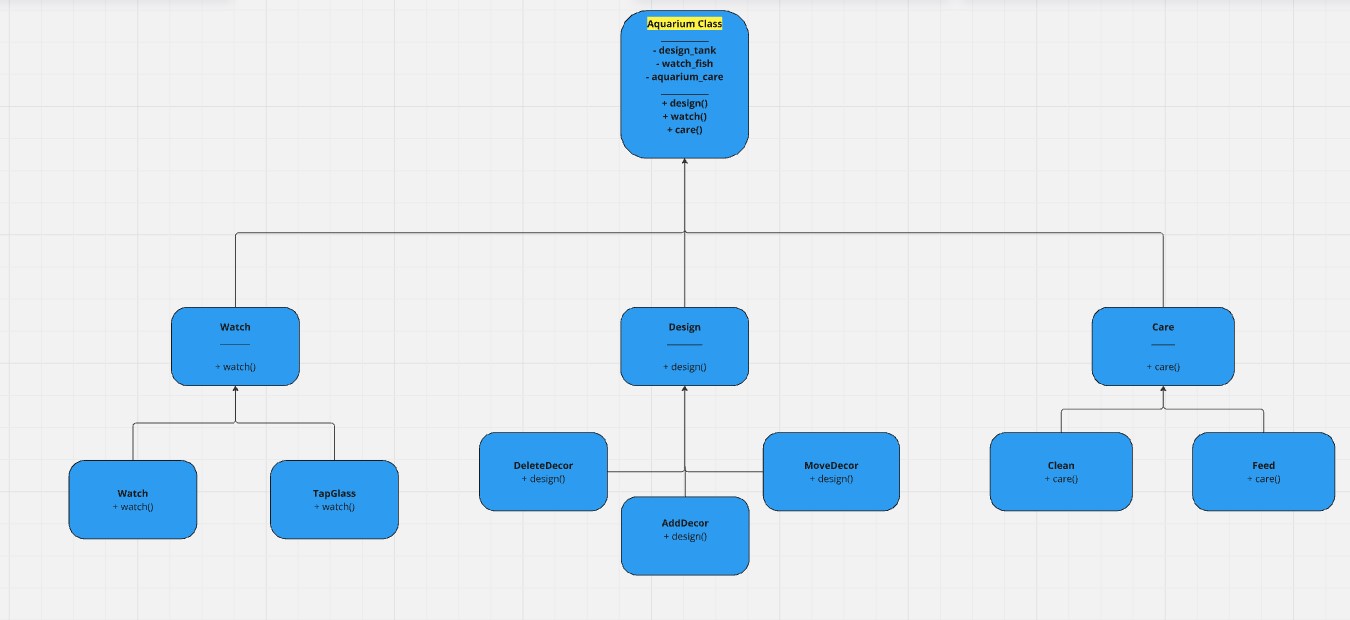 Aquarium Class
- design_tank
- watch_fish
- aquarium_care
+ design()
+ watch()
+ care()
Watch
+ watch()
Design
+ design()
Care
+ care()
Watch
+ watch()
TapGlass
+ watch()
DeleteDecor
+ design()
AddDecor
+ design()
MoveDecor
+ design()
Clean
+ care()
Feed
+ care()